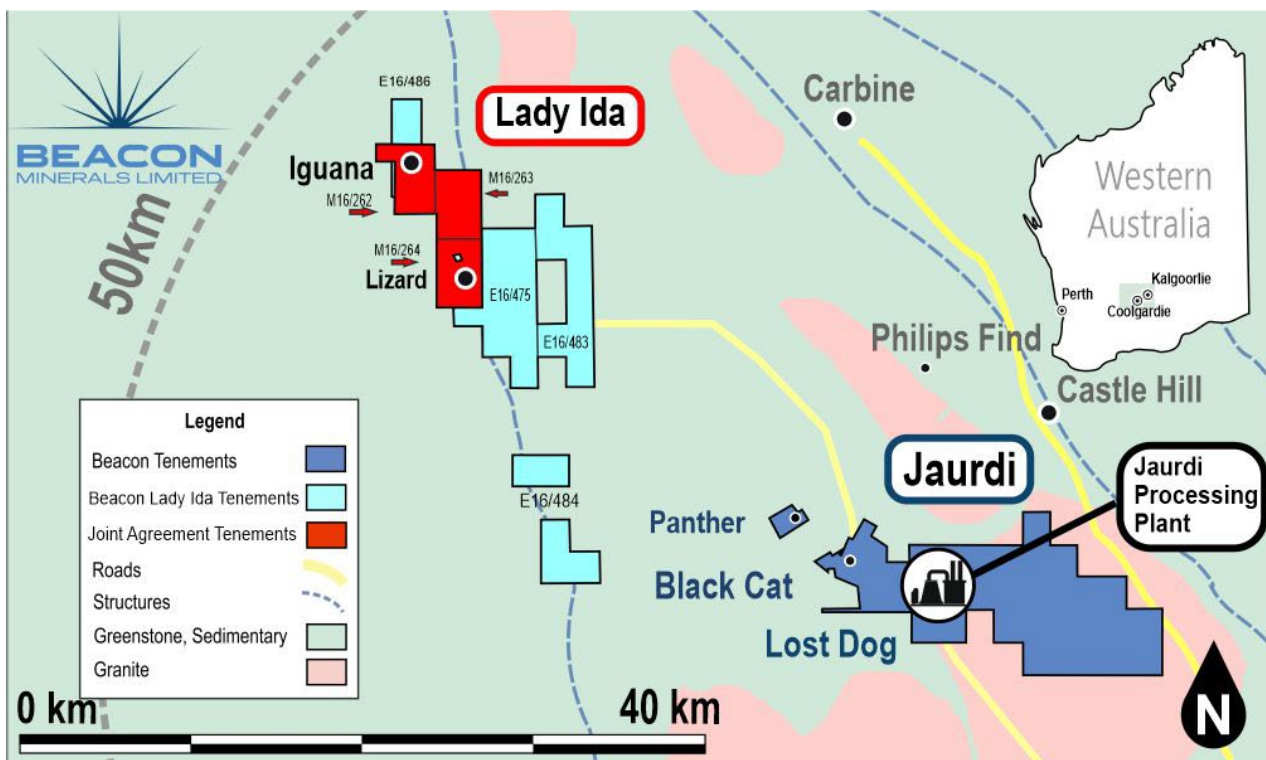 BEACON
MINERALS LIMITED
50km
E16/486
Lady Ida
Iguana
M16/263
M16/262
M16/264
Lizard
E16/475
E16/483
E16/484
Carbine
Philips Find
Castle Hill
Western
Australia
Kalgoorlie
Perth
Coolgardie
Jaurdi
Jaurdi
Processing
Plant
Panther
Black Cat
Lost Dog
Legend
Beacon Tenements
Beacon Lady Ida Tenements
Joint Agreement Tenements
Roads
Structures
Greenstone, Sedimentary
Granite
0 km
40 km
N